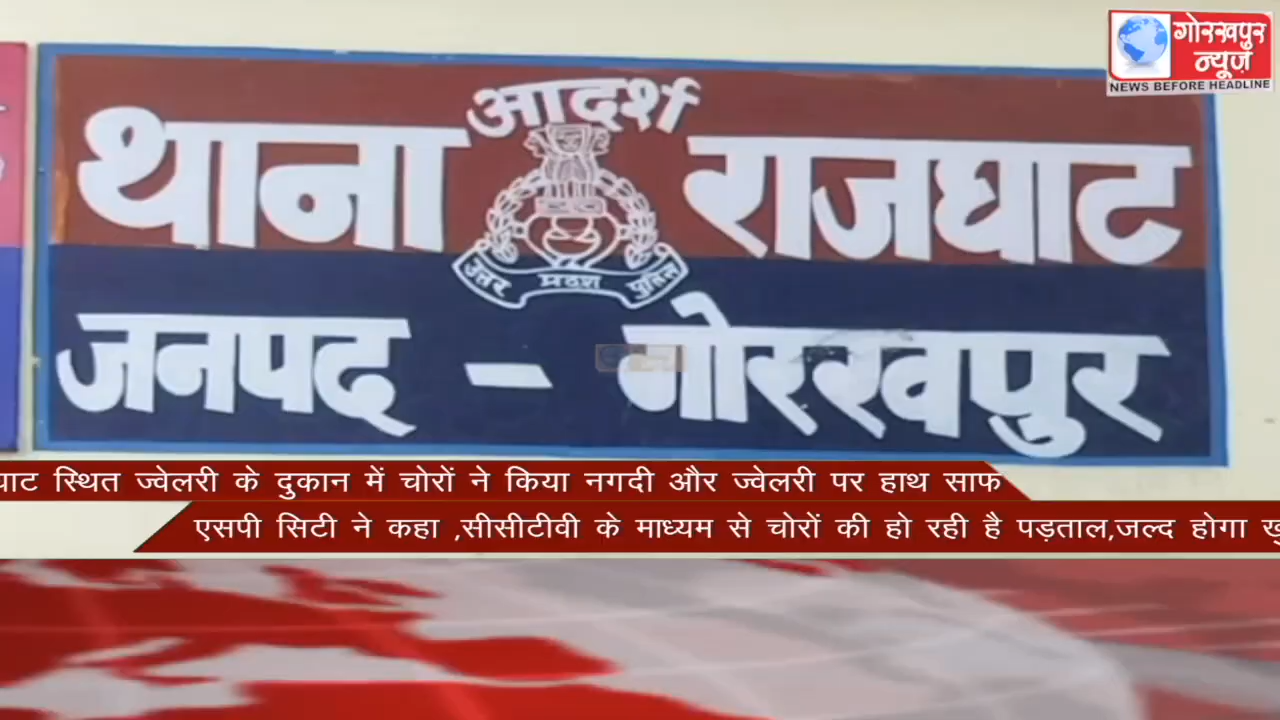 गोरखपुर
न्यूज़
NEWS BEFORE HEADLINE
आदर्श
थाना राजघाट
उत्तर प्रदेश पुलिस
जनपद - गोरखपुर
स्थित ज्वेलरी के दुकान में चोरों ने किया नगदी और ज्वेलरी पर हाथ साफ
एसपी सिटी ने कहा ,सीसीटीवी के माध्यम से चोरों की हो रही है पड़ताल,जल्द होगा